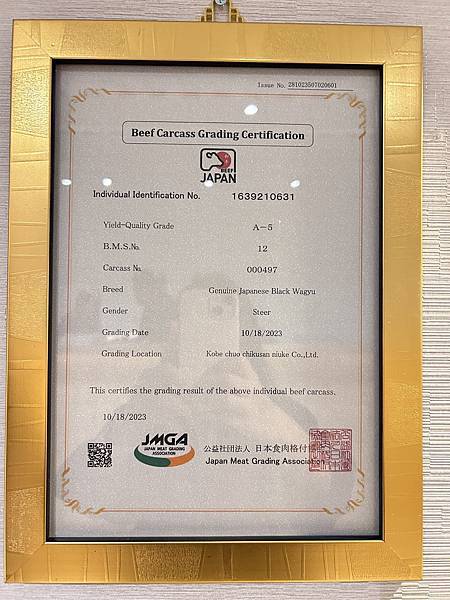 Issue No. 281023507020601
Beef Carcass Grading Certification
BEEF
JAPAN
Individual Identification No. 1639210631
Yield-Quality Grade A-5
B.M.S.No. 12
Carcass No. 000497
Breed Genuine Japanese Black Wagyu
Gender Steer
Grading Date 10/18/2023
Grading Location Kobe chuo chikusan niuke Co.,Ltd.
This certifies the grading result of the above individual beef carcass.
10/18/2023
JMGA
JAPAN MEAT GRADING
ASSOCIATION
公益社団法人 日本食肉格付
Japan Meat Grading Association